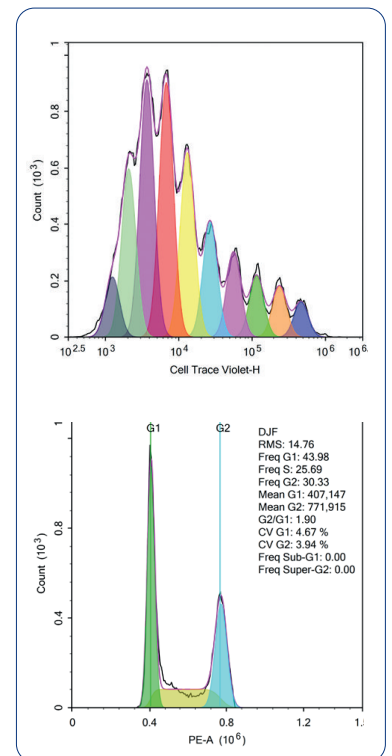 1
0.8
0.6
0.4
0.2
0
Count (10³)
10².⁵ 10³ 10⁴ 10⁵ 10⁶ 10⁶.
Cell Trace Violet-H
G1 G2
DJF
RMS: 14.76
Freq G1: 43.98
Freq S: 25.69
Freq G2: 30.33
Mean G1: 407,147
Mean G2: 771,915
G2/G1: 1.90
CV G1: 4.67 %
CV G2: 3.94 %
Freq Sub-G1: 0.00
Freq Super-G2: 0.00
1
0.8
0.4
0
Count (10³)
0 0.4 0.8 1.2 1.
PE-A (10⁶)